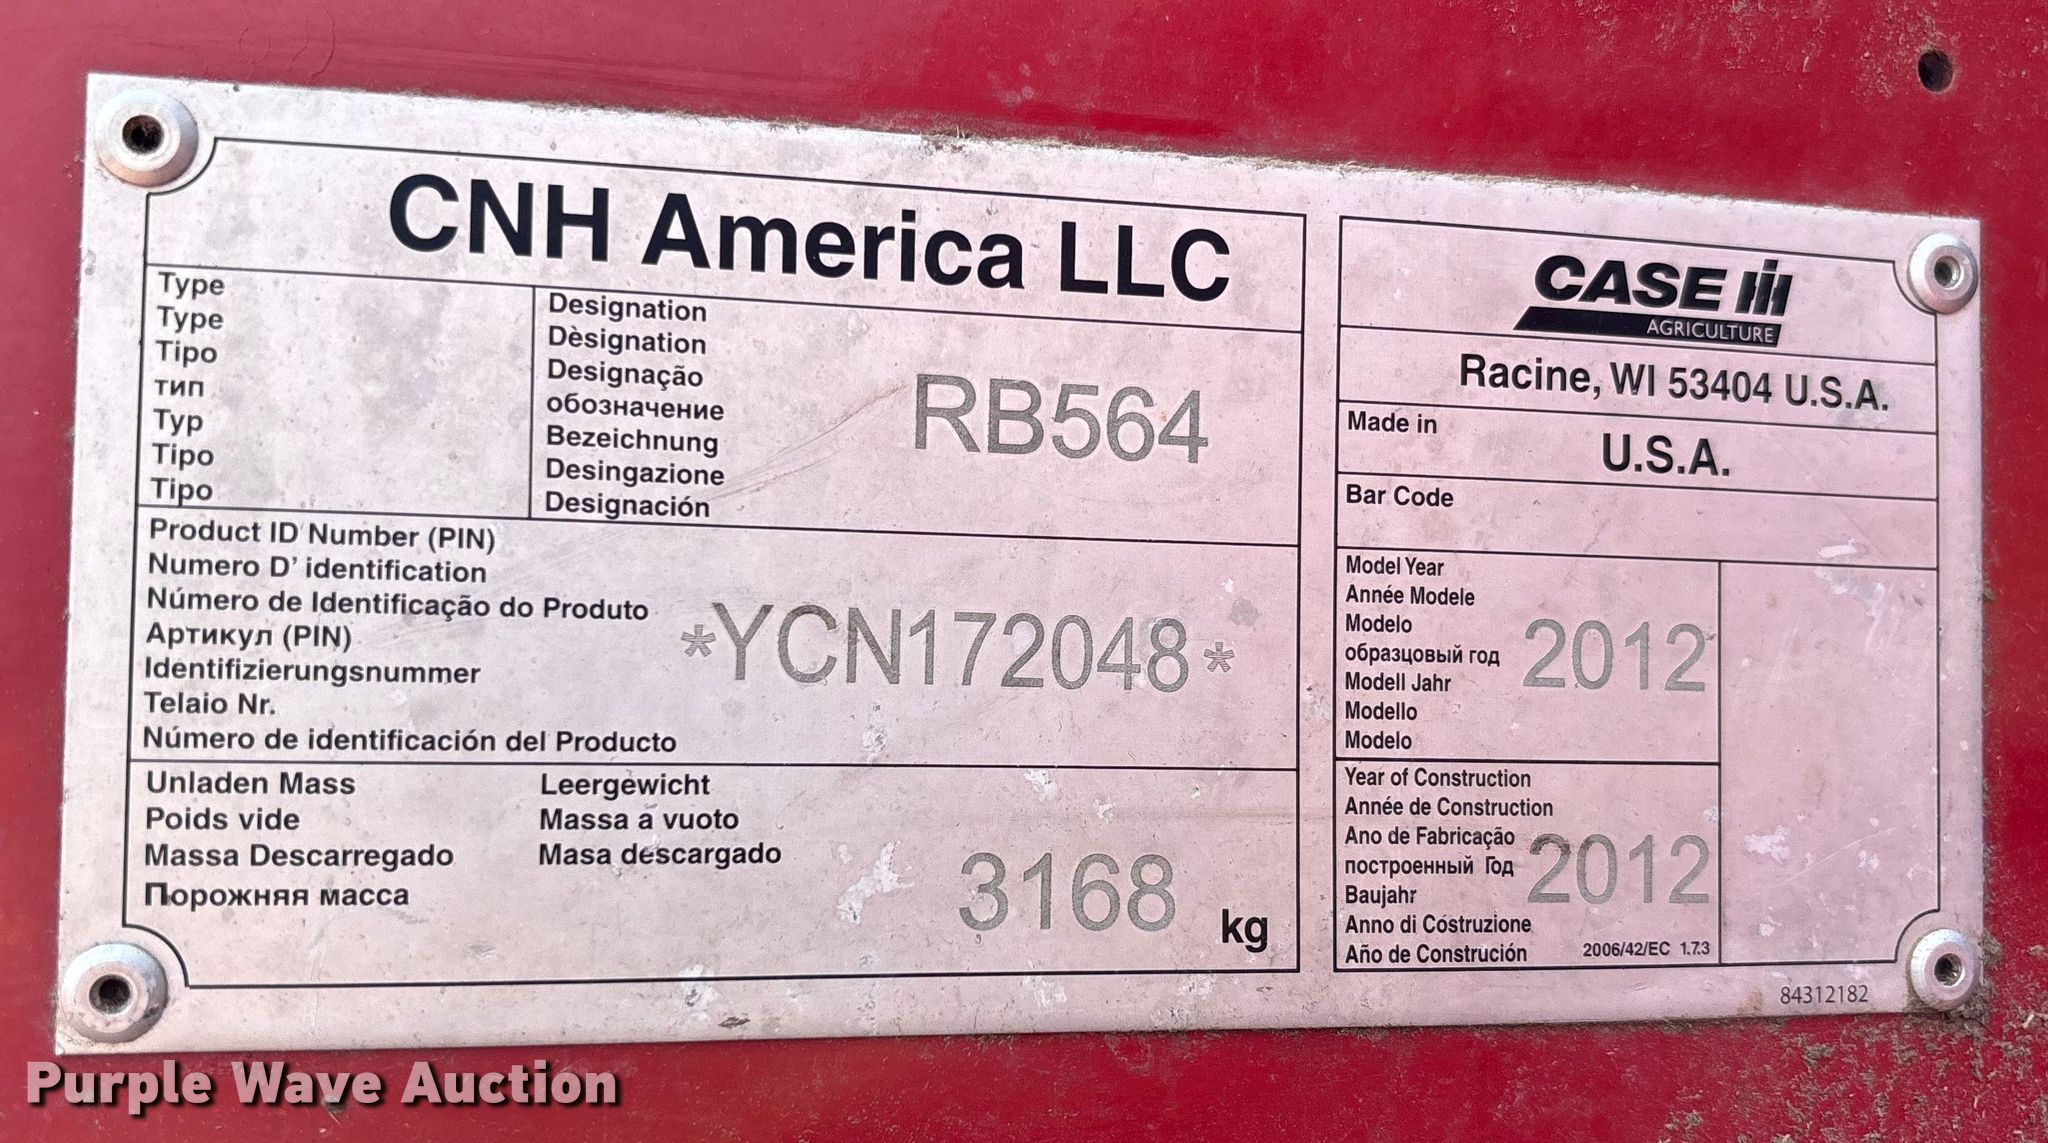 CNH America LLC
Type
Type
Tipo
тип
Typ
Tipo
Tipo
Designation
Dèsignation
Designação
обозначение
Bezeichnung
Desingazione
Designación
RB564
Product ID Number (PIN)
Numero D' identification
Número de Identificação do Produto
Артикул (PIN)
Identifizierungsnummer
Telaio Nr.
Número de identificación del Producto
*YCN172048*
Unladen Mass
Poids vide
Massa Descarregado
Порожняя масса
Leergewicht
Massa a vuoto
Masa descargado
3168 kg
CASE IH
AGRICULTURE
Racine, WI 53404 U.S.A.
Made in
U.S.A.
Bar Code
Model Year
Année Modele
Modelo
образцовый год
Modell Jahr
Modello
Modelo
2012
Year of Construction
Année de Construction
Ano de Fabricação
построенный Год
Baujahr
Anno di Costruzione
Año de Construción
2012
2006/42/EC 1.7.3
84312182
Purple Wave Auction